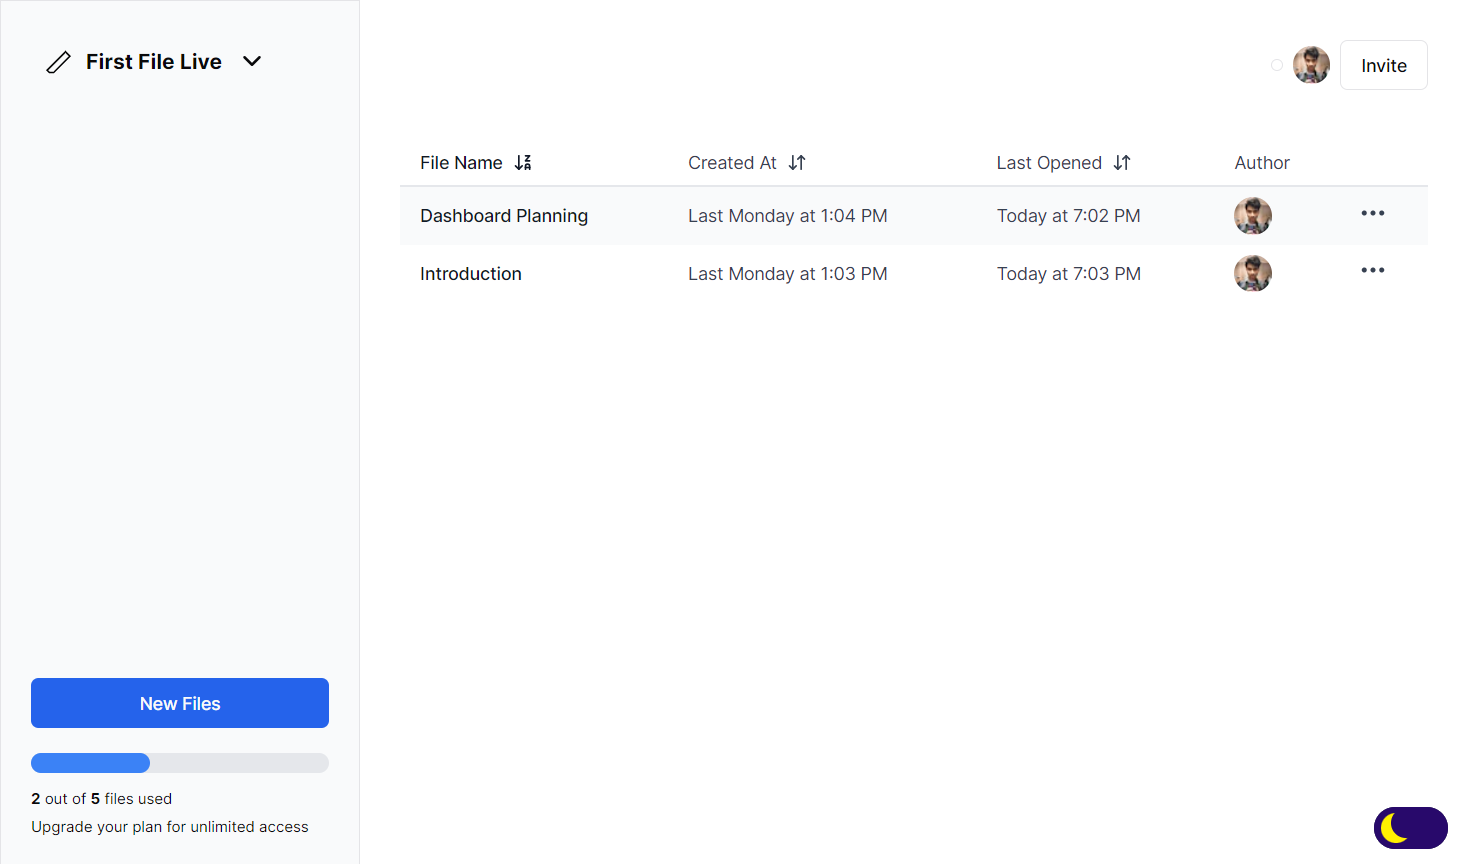 First File Live
Invite
File Name Created At Last Opened Author
Dashboard Planning Last Monday at 1:04 PM Today at 7:02 PM
Introduction Last Monday at 1:03 PM Today at 7:03 PM
New Files
2 out of 5 files used
Upgrade your plan for unlimited access